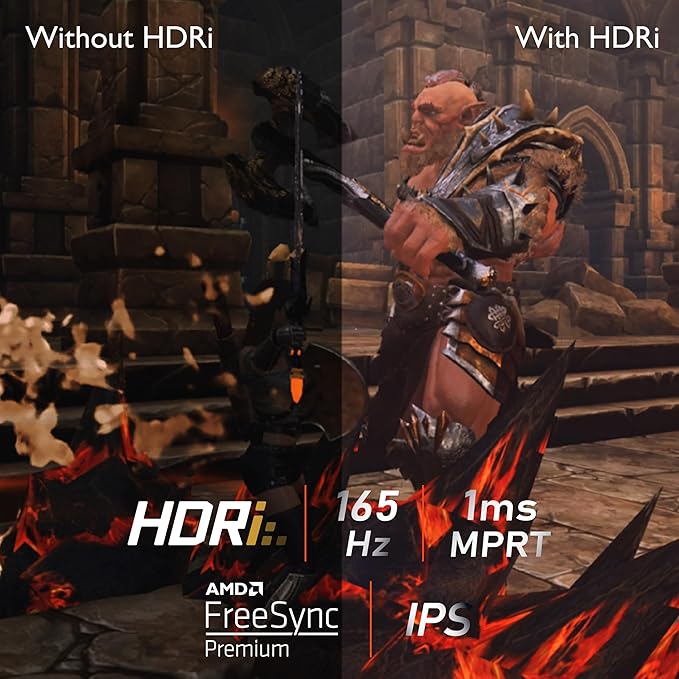 Without HDRi
With HDRi
HDRi
165
Hz
1ms
MPRT
AMD
FreeSync
Premium
IPS